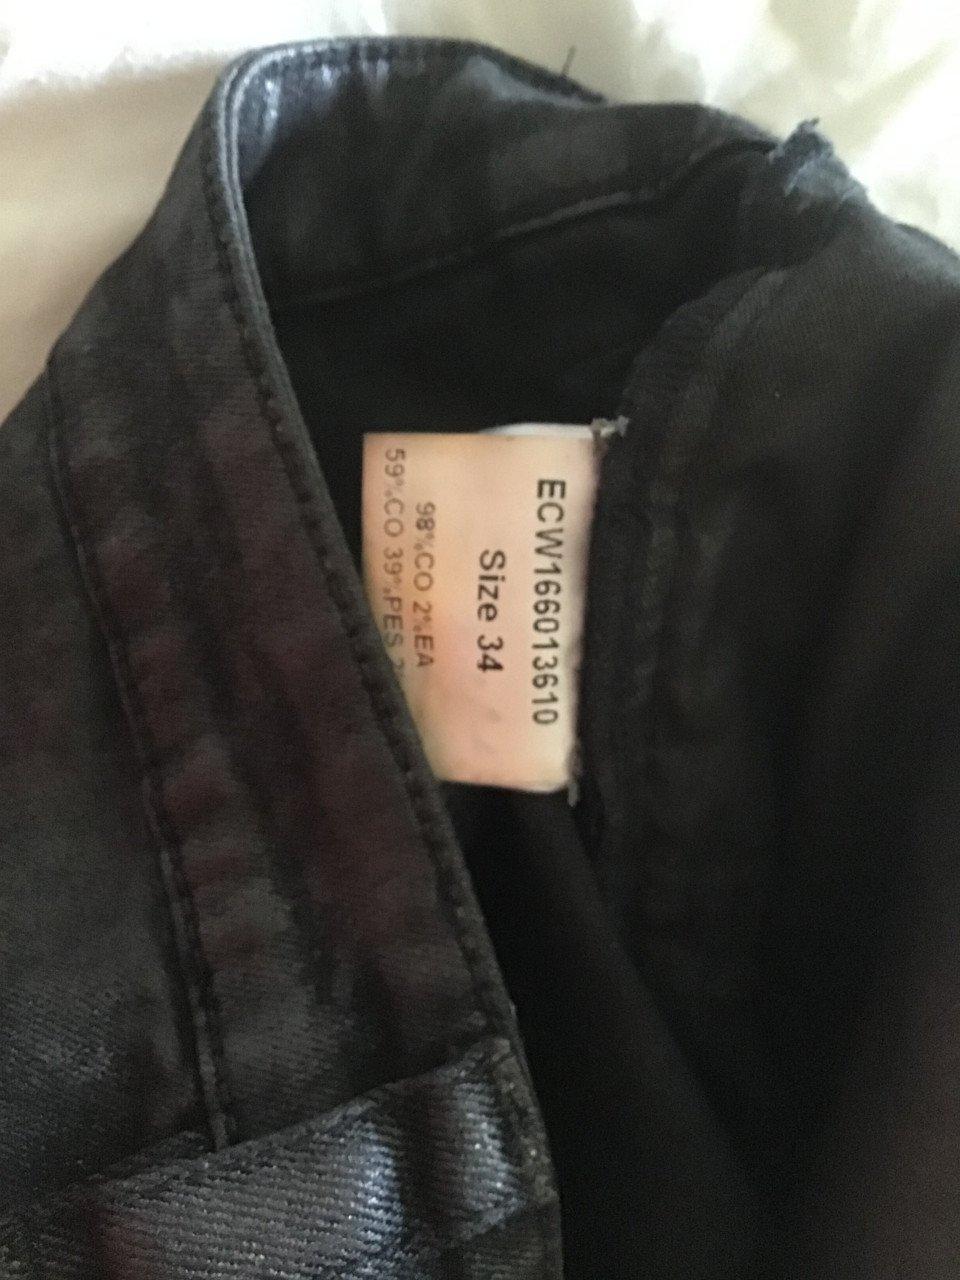 ECW166013610
Size 34
98%CO 2%EA
59%CO 39%PES